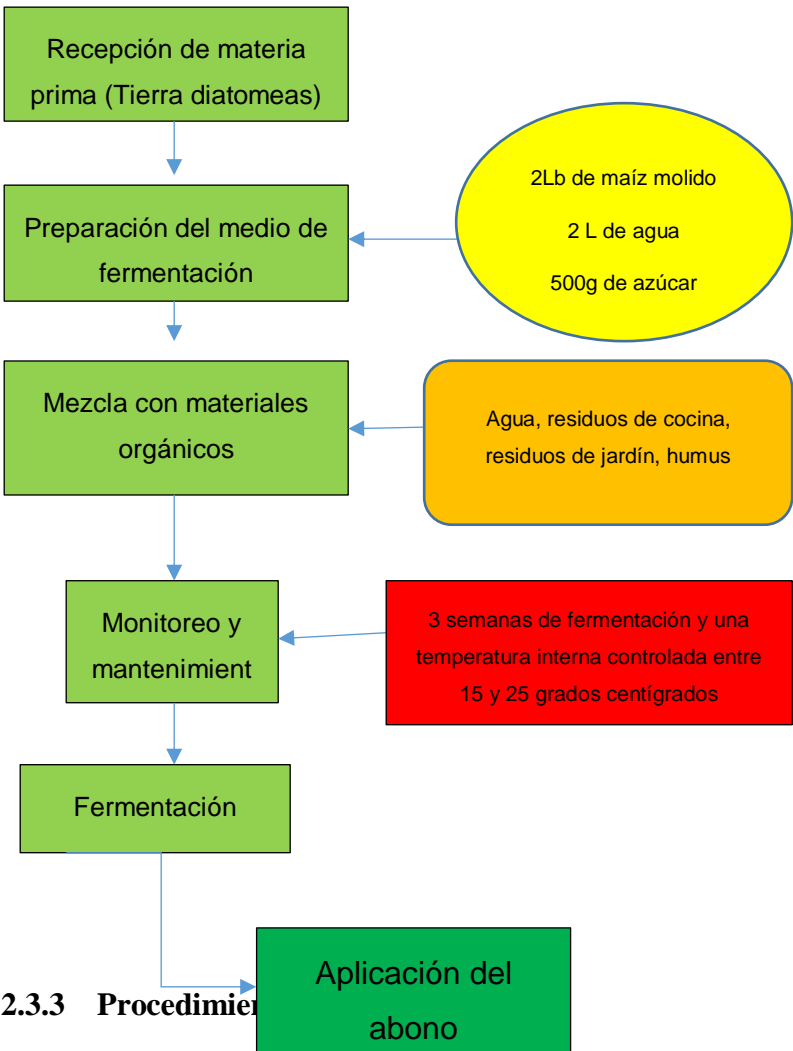 Recepción de materia
prima (Tierra diatomeas)
Preparación del medio de
fermentación
2Lb de maíz molido
2 L de agua
500g de azúcar
Mezcla con materiales
orgánicos
Agua, residuos de cocina,
residuos de jardín, humus
Monitoreo y
mantenimient
3 semanas de fermentación y una
temperatura interna controlada entre
15 y 25 grados centígrados
Fermentación
Aplicación del
abono
2.3.3 Procedimie